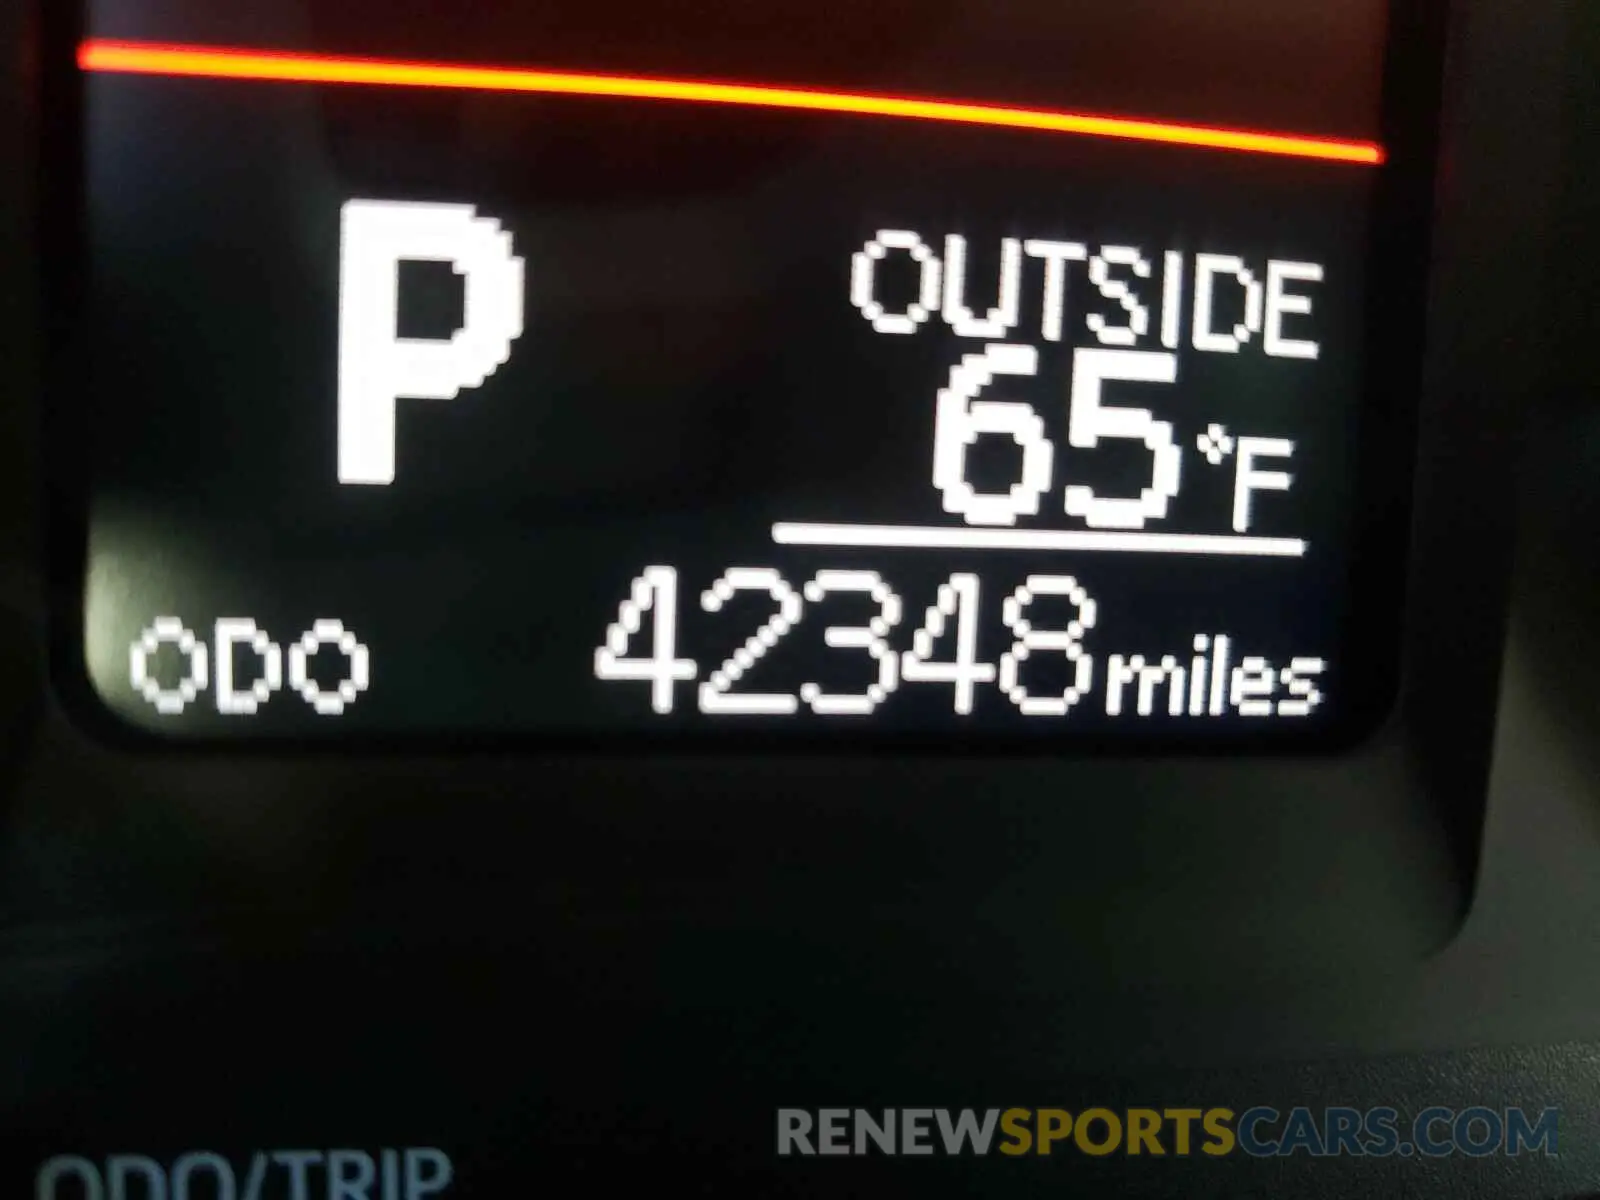 P
OUTSIDE
65°F
ODO 42348 miles
ODO/TRIP
RENEWSPORTSCARS.COM